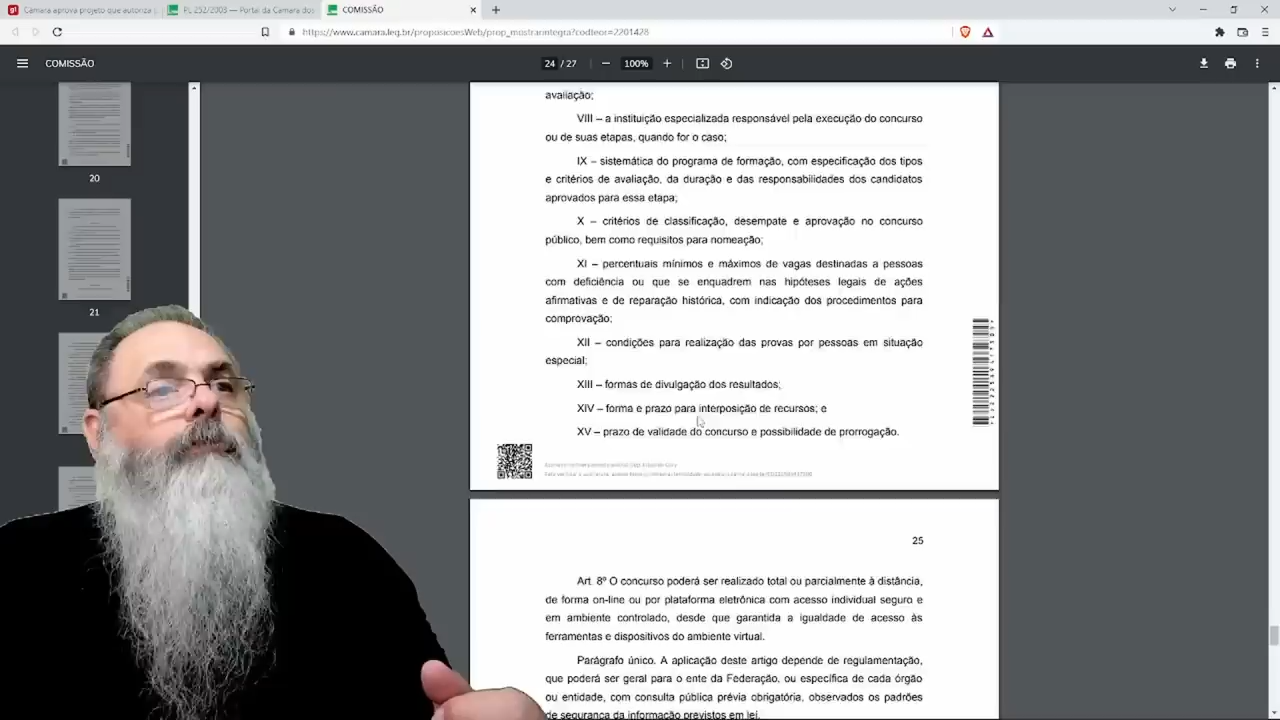 Câmara aprova projeto que autoriza
PL 252/2003 — Portal da Câmara dos
COMISSÃO
https://www.camara.leg.br/proposicoesWeb/prop_mostrarintegra?codteor=2201428
COMISSÃO
24 / 27
100%
20
21
avaliação;
VIII – a instituição especializada responsável pela execução do concurso
ou de suas etapas, quando for o caso;
IX – sistemática do programa de formação, com especificação dos tipos
e critérios de avaliação, da duração e das responsabilidades dos candidatos
aprovados para essa etapa;
X – critérios de classificação, desempate e aprovação no concurso
público, bem como requisitos para nomeação;
XI – percentuais mínimos e máximos de vagas destinadas a pessoas
com deficiência ou que se enquadrem nas hipóteses legais de ações
afirmativas e de reparação histórica, com indicação dos procedimentos para
comprovação;
XII – condições para realização das provas por pessoas em situação
especial;
XIII – formas de divulgação dos resultados;
XIV – forma e prazo para interposição de recursos; e
XV – prazo de validade do concurso e possibilidade de prorrogação.
25
Art. 8º O concurso poderá ser realizado total ou parcialmente à distância,
de forma on-line ou por plataforma eletrônica com acesso individual seguro e
em ambiente controlado, desde que garantida a igualdade de acesso às
ferramentas e dispositivos do ambiente virtual.
Parágrafo único. A aplicação deste artigo depende de regulamentação,
que poderá ser geral para o ente da Federação, ou específica de cada órgão
ou entidade, com consulta pública prévia obrigatória, observados os padrões
de segurança da informação previstos em lei.